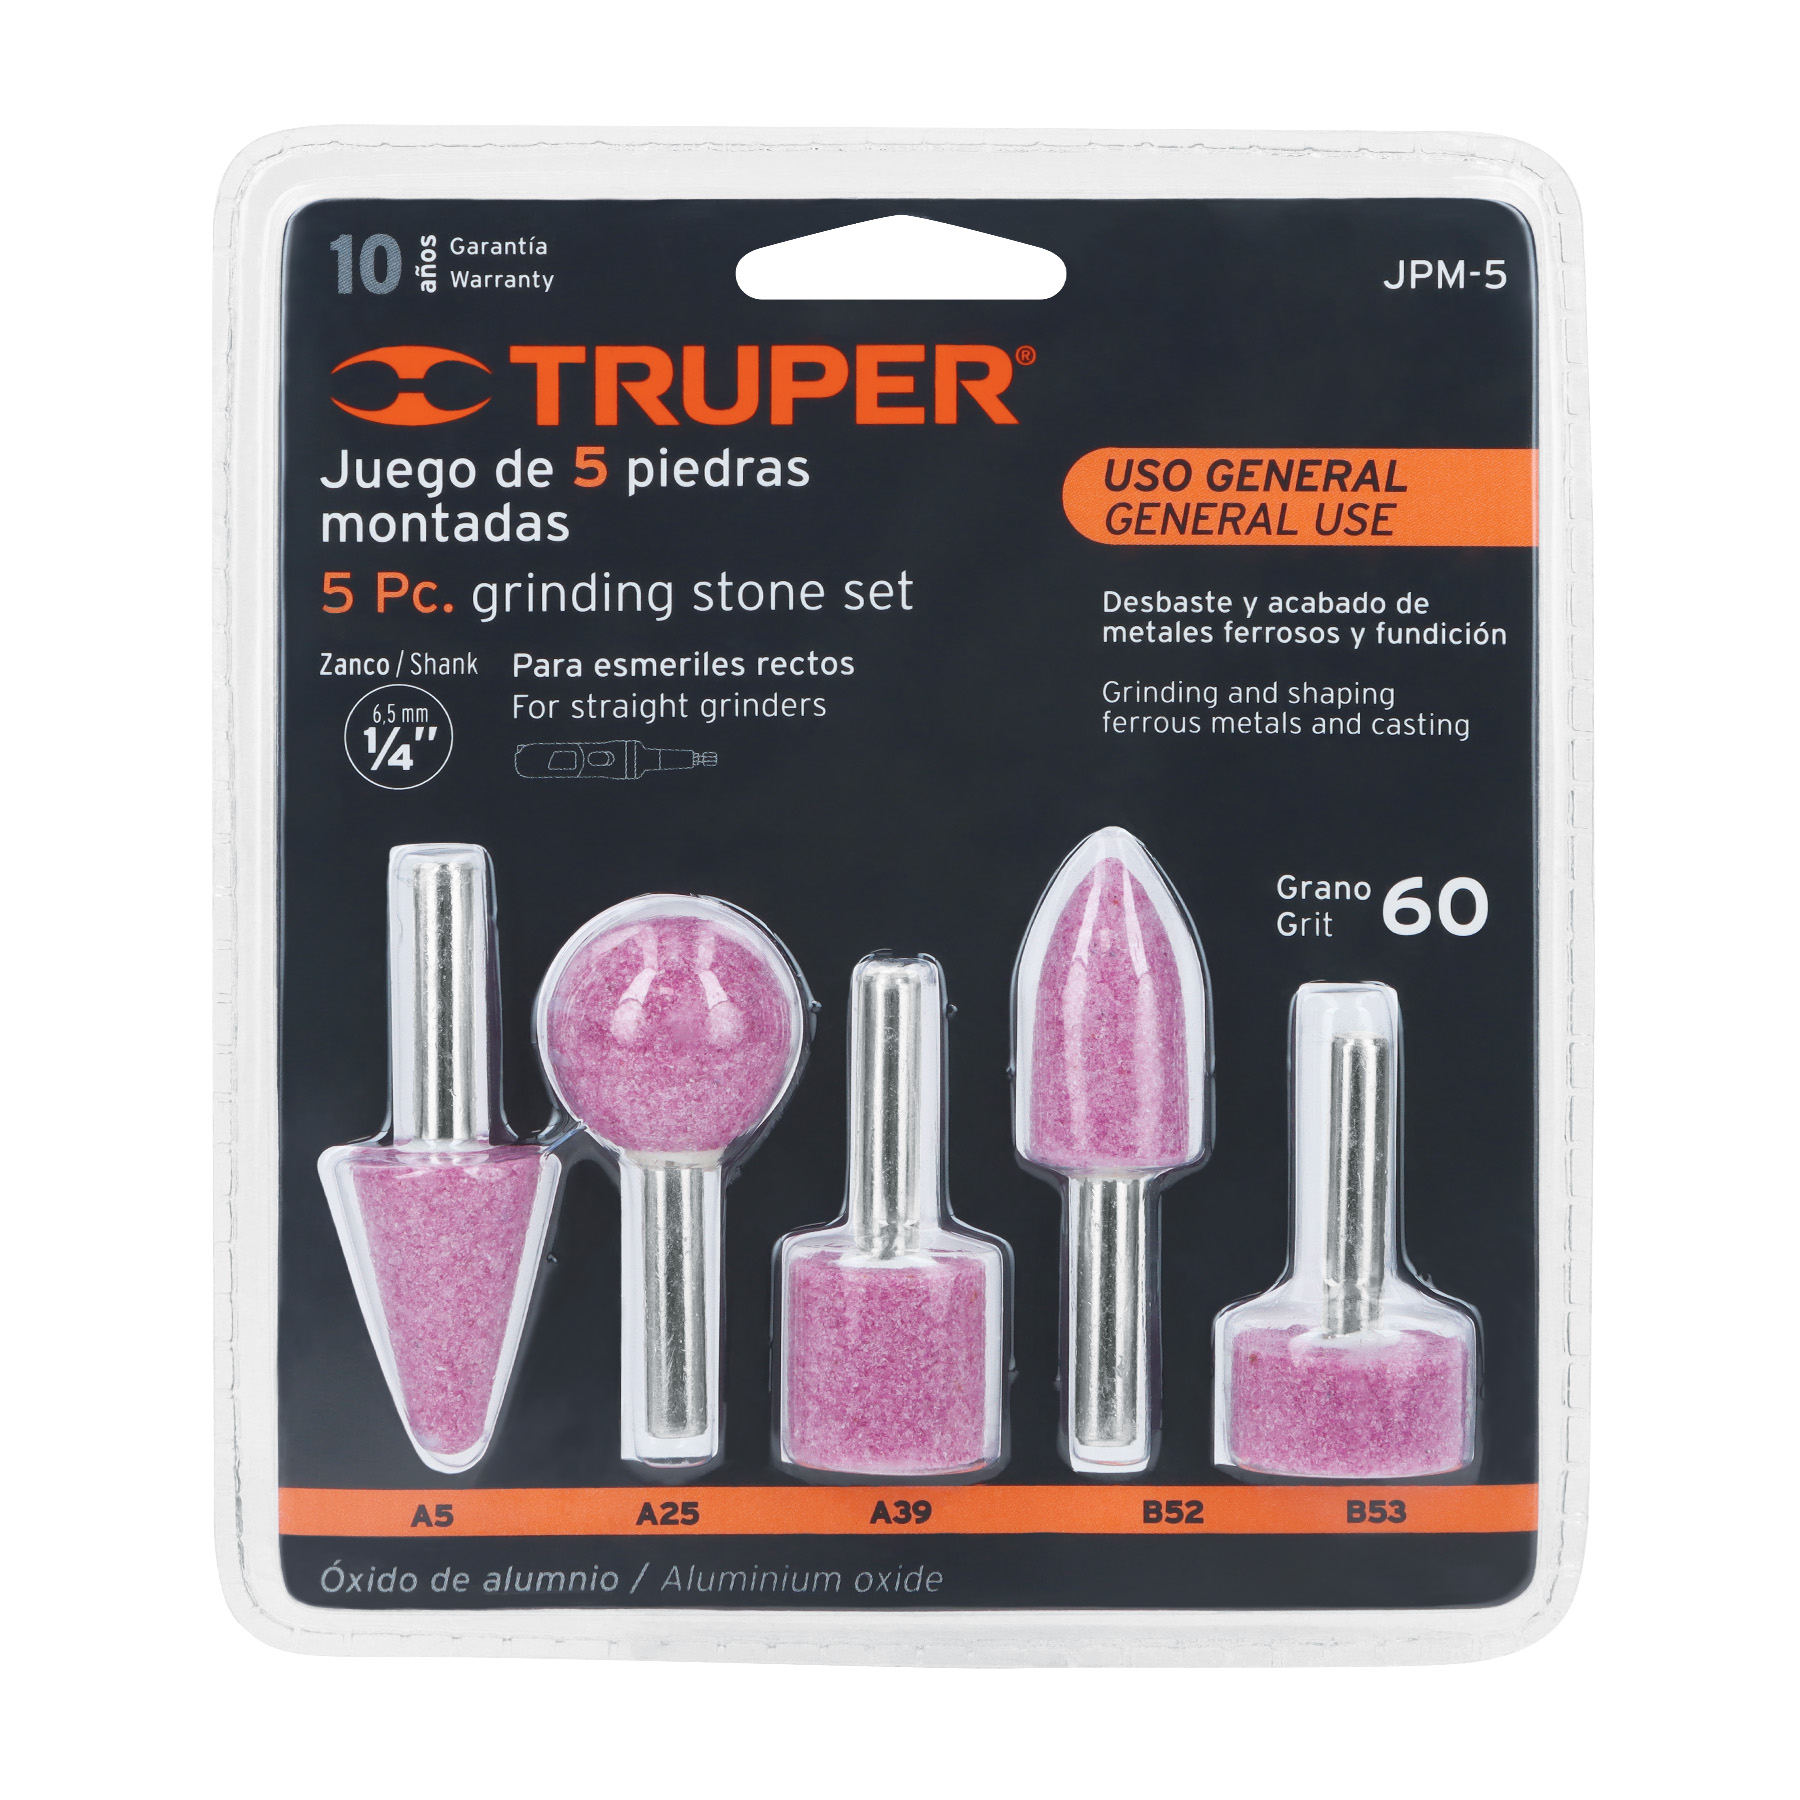 10 años Garantía
Warranty
JPM-5
TRUPER®
Juego de 5 piedras
montadas
5 Pc. grinding stone set
Zanco / Shank
6,5 mm
1/4"
Para esmeriles rectos
For straight grinders
USO GENERAL
GENERAL USE
Desbaste y acabado de
metales ferrosos y fundición
Grinding and shaping
ferrous metals and casting
Grano
Grit
60
A5 A25 A39 B52 B53
Óxido de alumnio / Aluminium oxide